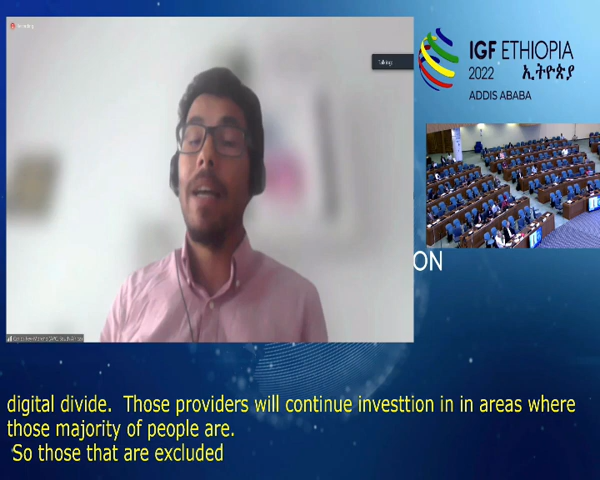 IGF ETHIOPIA
2022 ኢትዮጵያ
ADDIS ABABA
ON
digital divide.  Those providers will continue investtion in in areas where
those majority of people are.
So those that are excluded